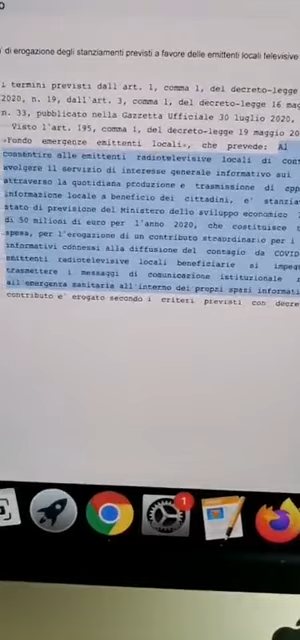 o
di erogazione degli stanziamenti previsti a favore delle emittenti locali televisive
i termini previsti dall'art. 1, comma 1, del decreto-legge
2020, n. 19, dall'art. 3, comma 1, del decreto-legge 16 mag
n. 33, pubblicato nella Gazzetta Ufficiale 30 luglio 2020,
Visto l'art. 195, comma 1, del decreto-legge 19 maggio 20
«Fondo emergenze emittenti locali», che prevede: Al
consentire alle emittenti radiotelevisive locali di con
svolgere il servizio di interesse generale informativo sui
attraverso la quotidiana produzione e trasmissione di app
informazione locale a beneficio dei cittadini, e' stanzia
stato di previsione del Ministero dello sviluppo economico l
di 50 milioni di euro per l'anno 2020, che costituisce t
spesa, per l'erogazione di un contributo straordinario per i
informativi connessi alla diffusione del contagio da COVID
emittenti radiotelevisive locali beneficiarie si impeg
trasmettere i messaggi di comunicazione istituzionale r
all'emergenza sanitaria all'interno dei propri spazi informati
contributo e' erogato secondo i criteri previsti con decre
1